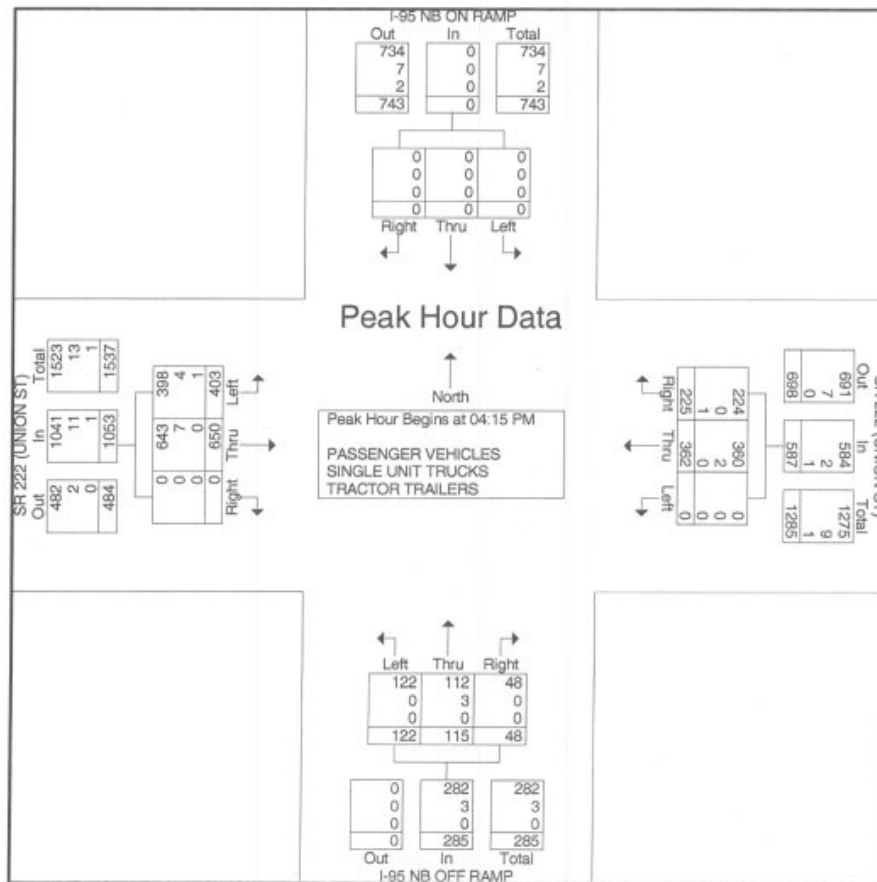 I-95 NB ON RAMP
Out In Total
734 0 734
7 0 7
2 0 2
743 0 743
0 0 0
0 0 0
0 0 0
0 0 0
Right Thru Left
Peak Hour Data
North
Peak Hour Begins at 04:15 PM
PASSENGER VEHICLES
SINGLE UNIT TRUCKS
TRACTOR TRAILERS
SR 222 (UNION ST)
Total
1523 13 1 1537
In
1041 11 1 1053
Out
482 2 0 484
Left
398 4 1 403
Thru
643 7 0 650
Right
0 0 0 0
Out
691 7 0 698
In
584 2 1 587
Total
1275 9 1 1285
Right
224 0 1 225
Thru
360 2 0 362
Left
0 0 0 0
Left Thru Right
122 112 48
0 3 0
0 0 0
122 115 48
0 282 282
0 3 3
0 0 0
0 285 285
Out In Total
I-95 NB OFF RAMP